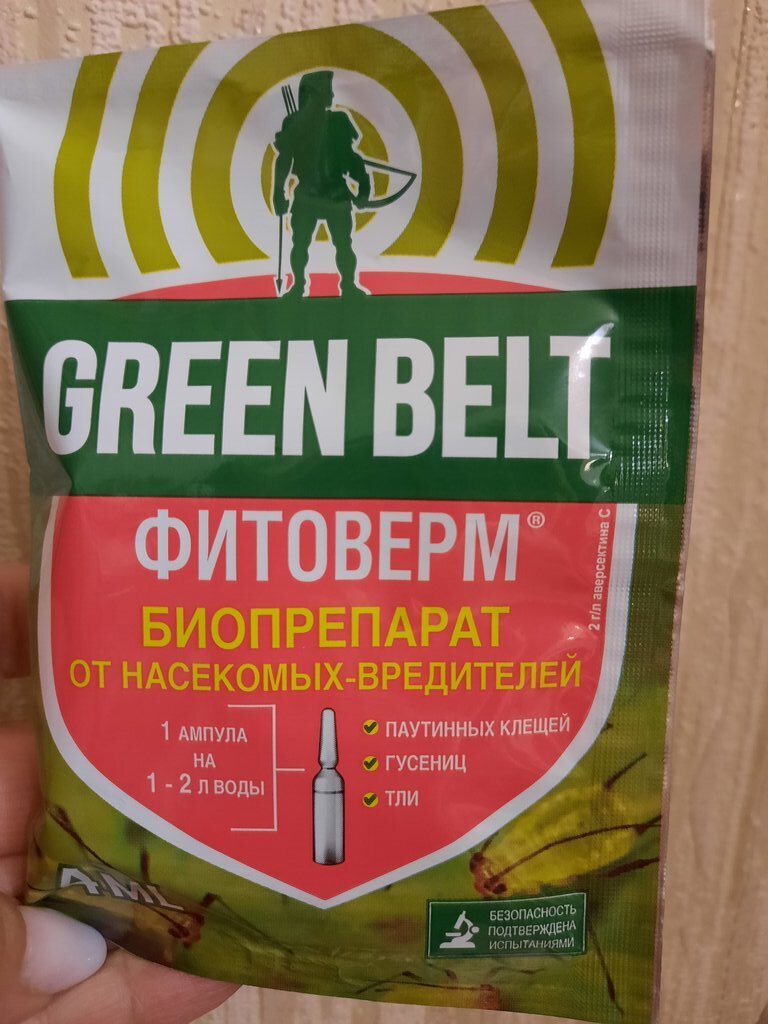 GREEN BELT
ФИТОВЕРМ®
2 г/л аверсектина С
БИОПРЕПАРАТ
ОТ НАСЕКОМЫХ-ВРЕДИТЕЛЕЙ
1 АМПУЛА
НА
1 - 2 Л ВОДЫ
ПАУТИННЫХ КЛЕЩЕЙ
ГУСЕНИЦ
ТЛИ
4 ML
БЕЗОПАСНОСТЬ
ПОДТВЕРЖДЕНА
ИСПЫТАНИЯМИ